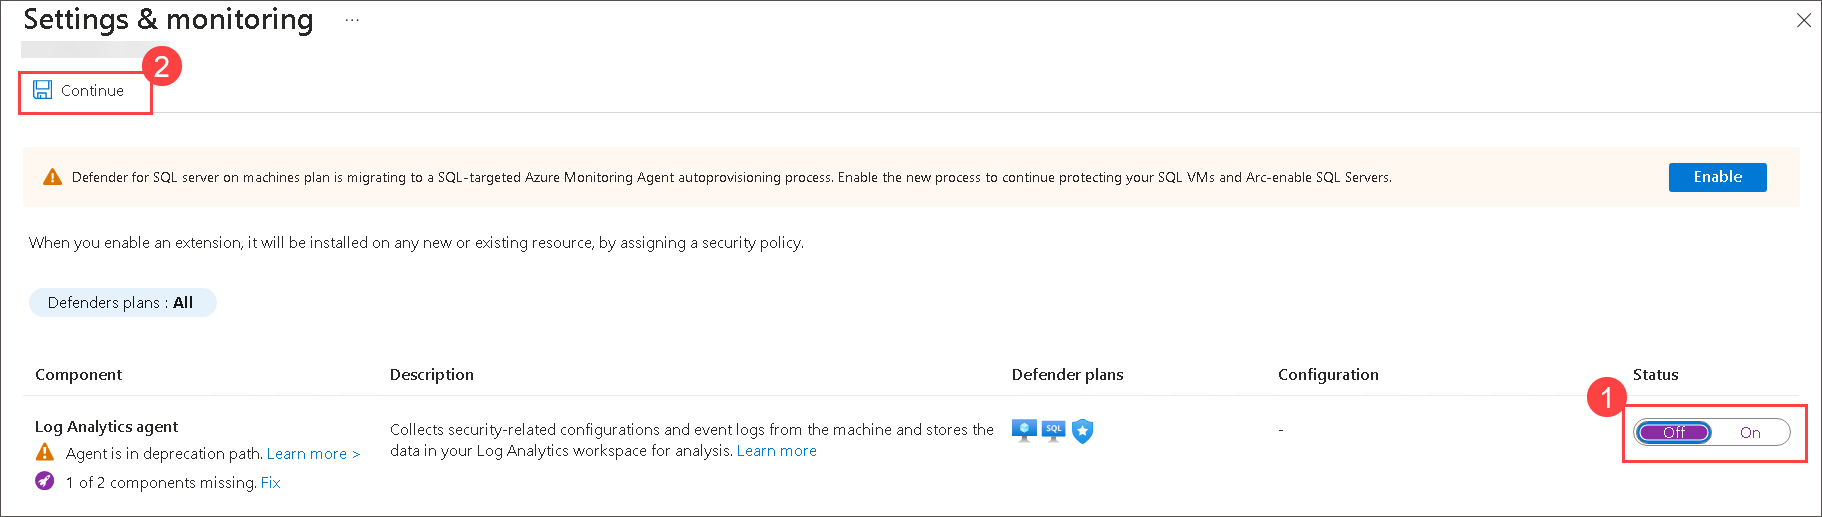 Settings & monitoring ...
2
Continue
Defender for SQL server on machines plan is migrating to a SQL-targeted Azure Monitoring Agent autoprovisioning process. Enable the new process to continue protecting your SQL VMs and Arc-enable SQL Servers.
Enable
When you enable an extension, it will be installed on any new or existing resource, by assigning a security policy.
Defenders plans : All
Component Description Defender plans Configuration Status
1
Log Analytics agent
Agent is in deprecation path. Learn more >
1 of 2 components missing. Fix
Collects security-related configurations and event logs from the machine and stores the
data in your Log Analytics workspace for analysis. Learn more
SQL
-
Off On